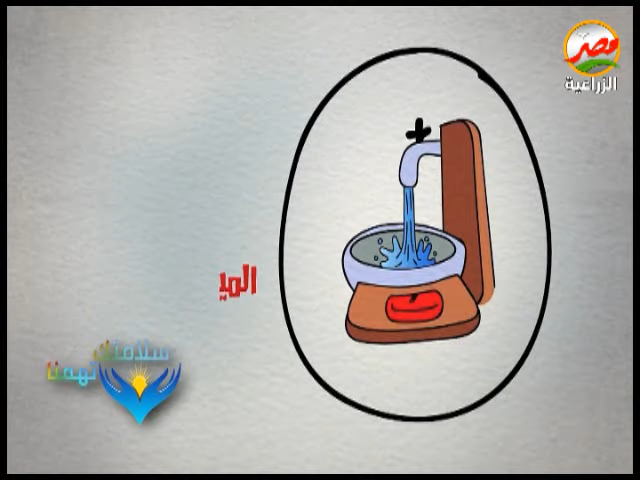 مصر
الزراعية
المي
سلامتك
تهمنا